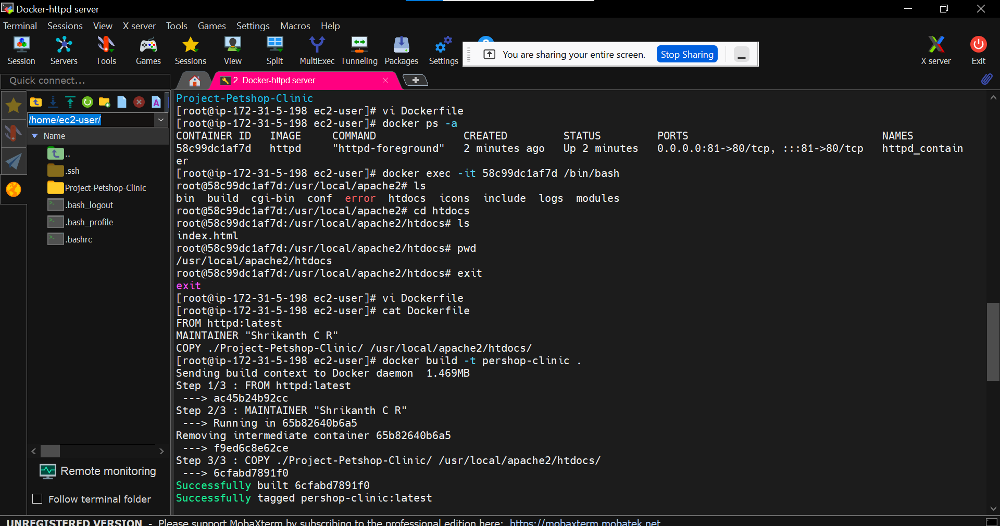 Docker-httpd server
Terminal Sessions View X server Tools Games Settings Macros Help
Session Servers Tools Games Sessions View Split MultiExec Tunneling Packages Settings
You are sharing your entire screen. Stop Sharing
X server Exit
Quick connect...
2. Docker-httpd server
/home/ec2-user/
Name
..
.ssh
Project-Petshop-Clinic
.bash_logout
.bash_profile
.bashrc
Remote monitoring
Follow terminal folder
Project-Petshop-Clinic
[root@ip-172-31-5-198 ec2-user]# vi Dockerfile
[root@ip-172-31-5-198 ec2-user]# docker ps -a
CONTAINER ID   IMAGE     COMMAND              CREATED         STATUS         PORTS                               NAMES
58c99dc1af7d   httpd     "httpd-foreground"   2 minutes ago   Up 2 minutes   0.0.0.0:81->80/tcp, :::81->80/tcp   httpd_contain
er
[root@ip-172-31-5-198 ec2-user]# docker exec -it 58c99dc1af7d /bin/bash
root@58c99dc1af7d:/usr/local/apache2# ls
bin  build  cgi-bin  conf  error  htdocs  icons  include  logs  modules
root@58c99dc1af7d:/usr/local/apache2# cd htdocs
root@58c99dc1af7d:/usr/local/apache2/htdocs# ls
index.html
root@58c99dc1af7d:/usr/local/apache2/htdocs# pwd
/usr/local/apache2/htdocs
root@58c99dc1af7d:/usr/local/apache2/htdocs# exit
exit
[root@ip-172-31-5-198 ec2-user]# vi Dockerfile
[root@ip-172-31-5-198 ec2-user]# cat Dockerfile
FROM httpd:latest
MAINTAINER "Shrikanth C R"
COPY ./Project-Petshop-Clinic/ /usr/local/apache2/htdocs/
[root@ip-172-31-5-198 ec2-user]# docker build -t pershop-clinic .
Sending build context to Docker daemon  1.469MB
Step 1/3 : FROM httpd:latest
 ---> ac45b24b92cc
Step 2/3 : MAINTAINER "Shrikanth C R"
 ---> Running in 65b82640b6a5
Removing intermediate container 65b82640b6a5
 ---> f9ed6c8e62ce
Step 3/3 : COPY ./Project-Petshop-Clinic/ /usr/local/apache2/htdocs/
 ---> 6cfabd7891f0
Successfully built 6cfabd7891f0
Successfully tagged pershop-clinic:latest
UNREGISTERED VERSION - Please support MobaXterm by subscribing to the professional edition here: https://mobaxterm.mobatek.net